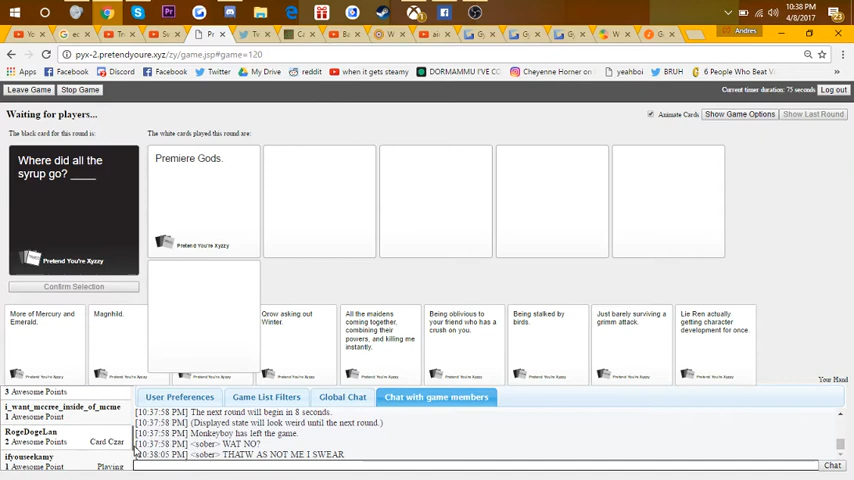 Andres
10:38 PM
4/8/2017
23
pyx-2.pretendyoure.xyz/zy/game.jsp#game=120
Apps
Facebook
Discord
My Drive
reddit
when it gets steamy
DORMAMMU I'VE C
Cheyenne Horner on
yeahboi
BRUH
6 People Who Beat V
Twitter
Leave Game
Stop Game
Current timer duration: 75 seconds
Log out
Waiting for players...
Animate Cards
Show Game Options
Show Last Round
The black card for this round is:
The white cards played this round are:
Where did all the
syrup go? ____
Pretend You're Xyzzy
Confirm Selection
Premiere Gods.
Pretend You're Xyzzy
More of Mercury and
Emerald.
Magnhild.
Grow asking out
Winter.
All the maidens
coming together,
combining their
powers, and killing me
instantly.
Being oblivious to
your friend who has a
crush on you.
Being stalked by
birds.
Just barely surviving a
grimm attack.
Lie Ren actually
getting character
development for once.
Your Hand
3 Awesome Points
i_want_mccree_inside_of_mcme
1 Awesome Point
RogeDogeLan
2 Awesome Points
Card Czar
ifyouseekamy
1 Awesome Point
Playing
User Preferences
Game List Filters
Global Chat
Chat with game members
[10:37:58 PM] The next round will begin in 8 seconds.
[10:37:58 PM] (Displayed state will look weird until the next round.)
[10:37:58 PM] Monkeyboy has left the game.
[10:37:58 PM] <sober> WAT NO?
[10:38:05 PM] <sober> THATW AS NOT ME I SWEAR
Chat